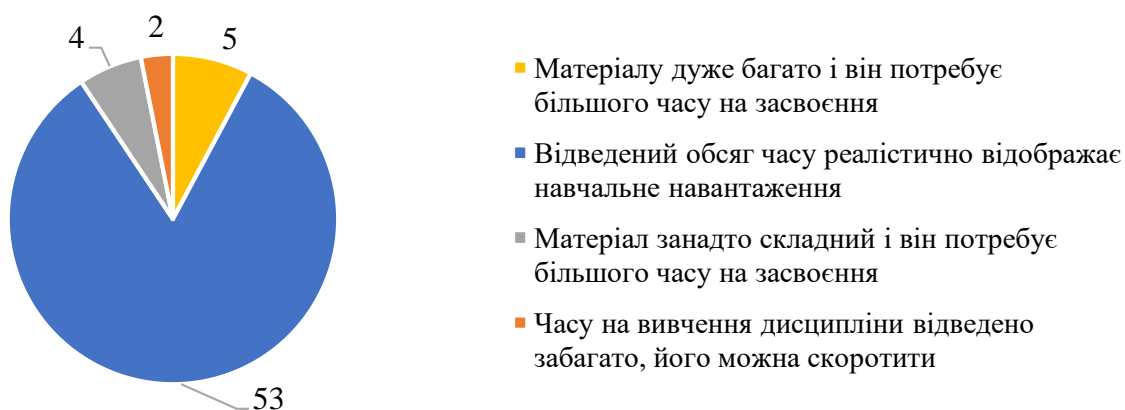 4
2
5
53
Матеріалу дуже багато і він потребує
більшого часу на засвоєння
Відведений обсяг часу реалістично відображає
навчальне навантаження
Матеріал занадто складний і він потребує
більшого часу на засвоєння
Часу на вивчення дисципліни відведено
забагато, його можна скоротити